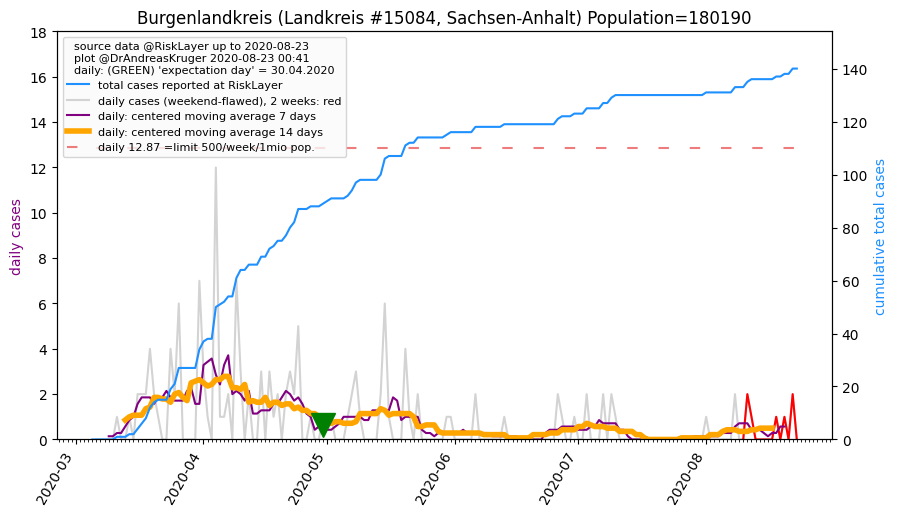 Burgenlandkreis (Landkreis #15084, Sachsen-Anhalt) Population=180190
source data @RiskLayer up to 2020-08-23
plot @DrAndreasKruger 2020-08-23 00:41
daily: (GREEN) 'expectation day' = 30.04.2020
total cases reported at RiskLayer
daily cases (weekend-flawed), 2 weeks: red
daily: centered moving average 7 days
daily: centered moving average 14 days
daily 12.87 =limit 500/week/1mio pop.
daily cases
18
16
14
12
10
8
6
4
2
0
cumulative total cases
140
120
100
80
60
40
20
0
2020-03
2020-04
2020-05
2020-06
2020-07
2020-08